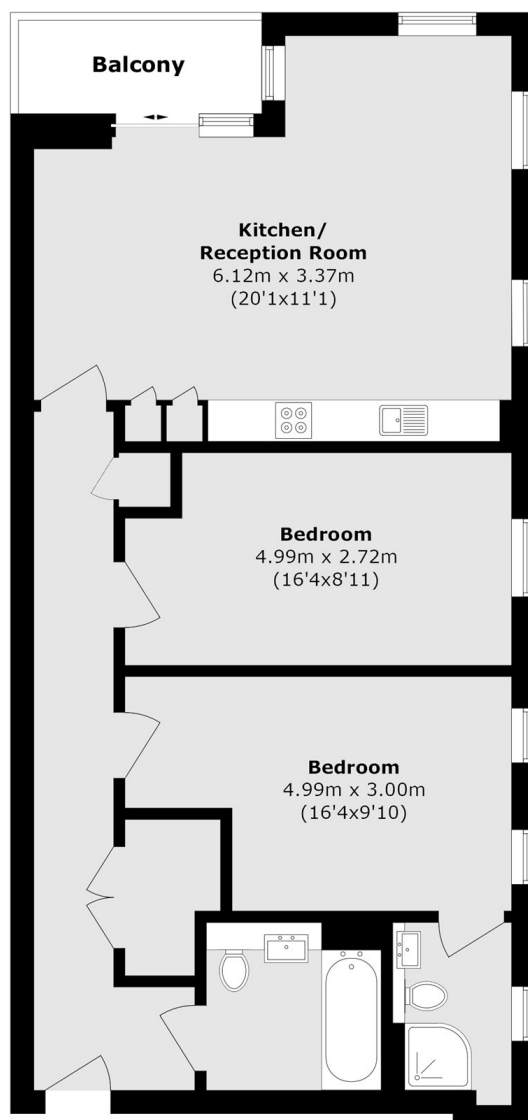 Balcony
Kitchen/
Reception Room
6.12m x 3.37m
(20'1x11'1)
Bedroom
4.99m x 2.72m
(16'4x8'11)
Bedroom
4.99m x 3.00m
(16'4x9'10)